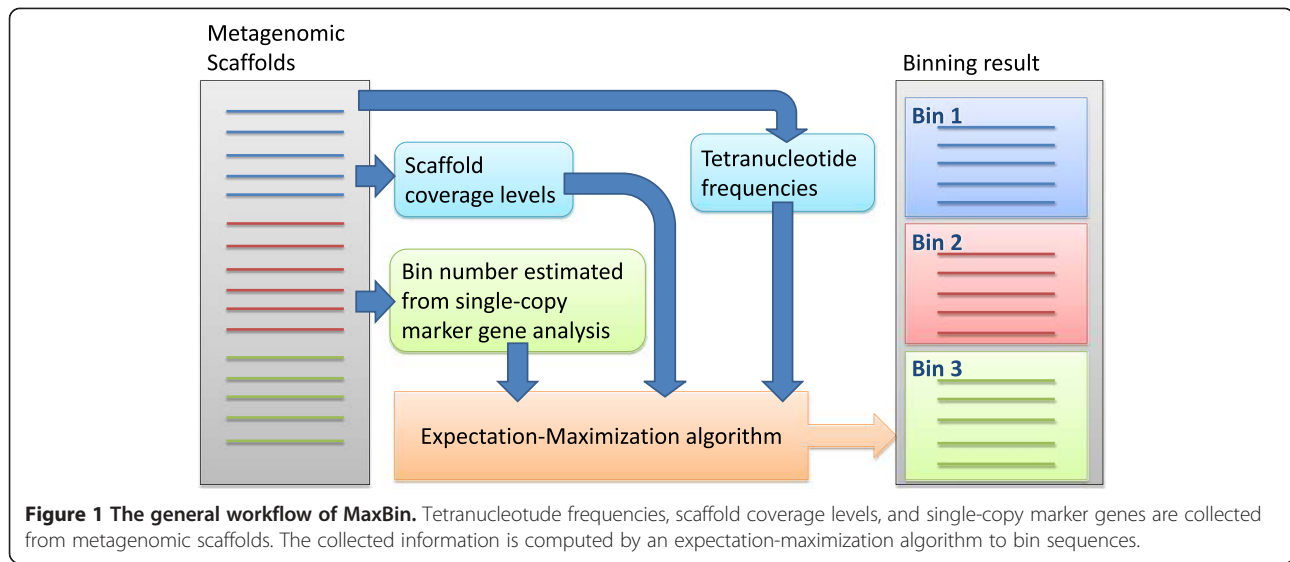 Metagenomic
Scaffolds
Binning result
Scaffold
coverage levels
Tetranucleotide
frequencies
Bin number estimated
from single-copy
marker gene analysis
Expectation-Maximization algorithm
Bin 1
Bin 2
Bin 3
Figure 1 The general workflow of MaxBin. Tetranucleotude frequencies, scaffold coverage levels, and single-copy marker genes are collected
from metagenomic scaffolds. The collected information is computed by an expectation-maximization algorithm to bin sequences.